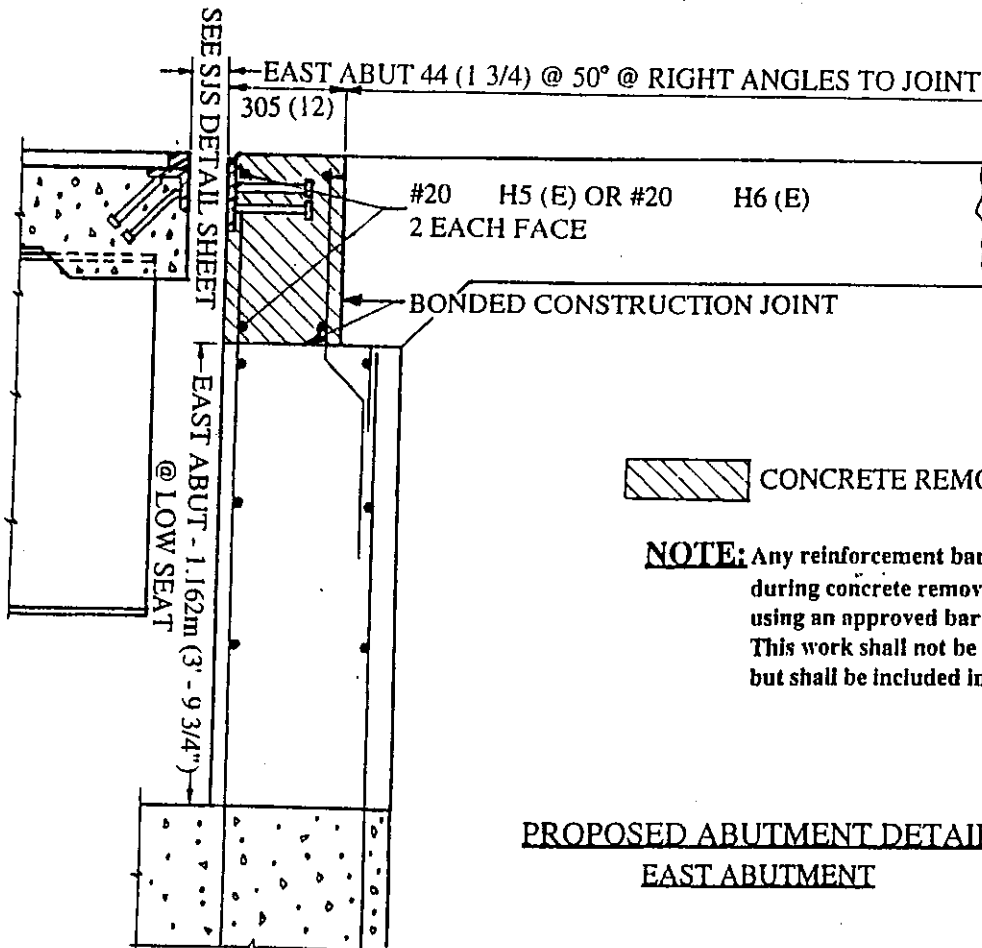 SEE SJS DETAIL SHEET
EAST ABUT 44 (1 3/4) @ 50° @ RIGHT ANGLES TO JOINT
305 (12)
#20 H5 (E) OR #20 H6 (E)
2 EACH FACE
BONDED CONSTRUCTION JOINT
EAST ABUT - 1.162m (3' - 9 3/4")
@ LOW SEAT
CONCRETE REMO
NOTE: Any reinforcement bar
during concrete remov
using an approved bar
This work shall not be
but shall be included in
PROPOSED ABUTMENT DETAIL
EAST ABUTMENT